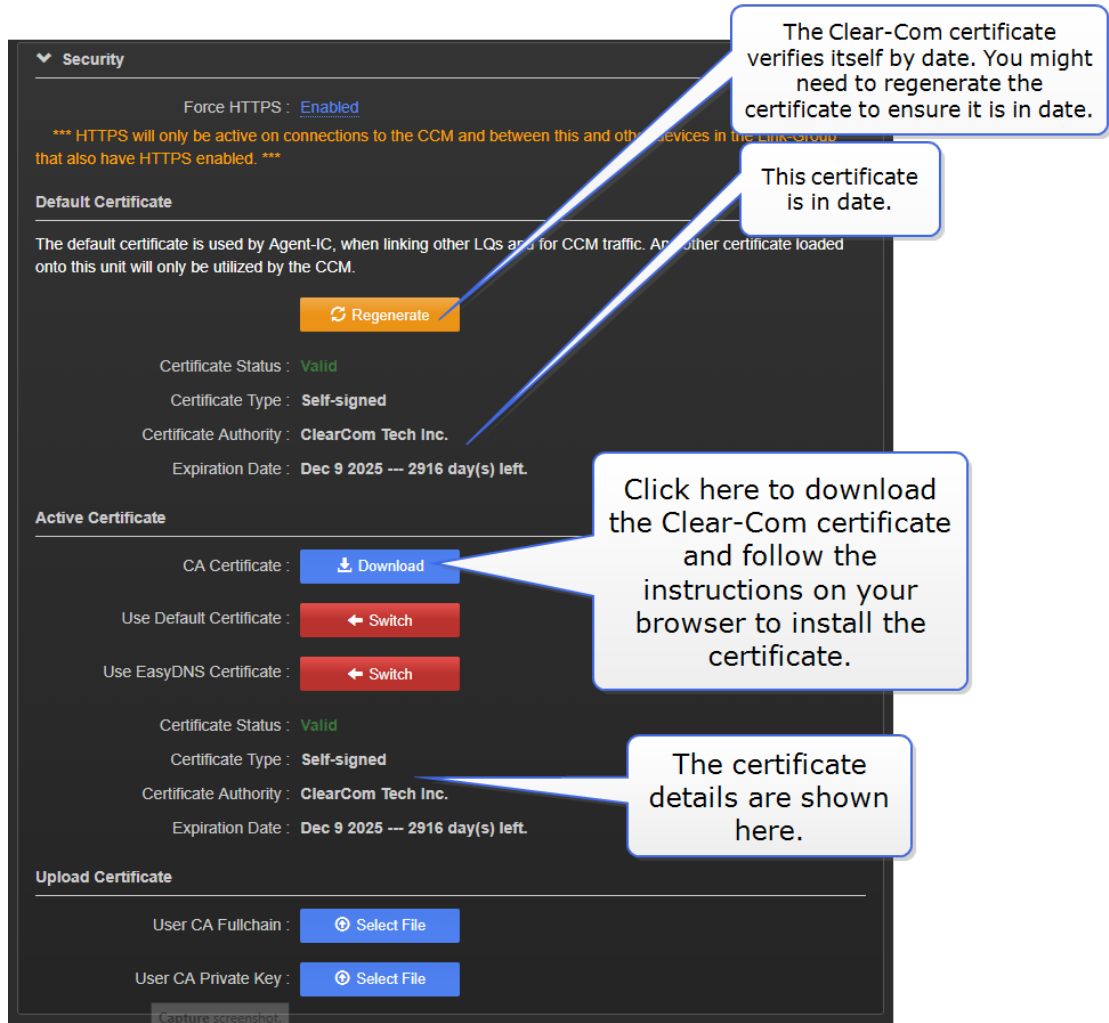 The Clear-Com certificate
verifies itself by date. You might
need to regenerate the
certificate to ensure it is in date.
Security
Force HTTPS : Enabled
*** HTTPS will only be active on connections to the CCM and between this and other devices in the Link-Group
that also have HTTPS enabled. ***
This certificate
is in date.
Default Certificate
The default certificate is used by Agent-IC, when linking other LQs and for CCM traffic. Any other certificate loaded
onto this unit will only be utilized by the CCM.
Regenerate
Certificate Status : Valid
Certificate Type : Self-signed
Certificate Authority : ClearCom Tech Inc.
Expiration Date : Dec 9 2025 --- 2916 day(s) left.
Click here to download
the Clear-Com certificate
and follow the
instructions on your
browser to install the
certificate.
Active Certificate
CA Certificate : Download
Use Default Certificate : Switch
Use EasyDNS Certificate : Switch
Certificate Status : Valid
Certificate Type : Self-signed
Certificate Authority : ClearCom Tech Inc.
Expiration Date : Dec 9 2025 --- 2916 day(s) left.
The certificate
details are shown
here.
Upload Certificate
User CA Fullchain : Select File
User CA Private Key : Select File
Capture screenshot.